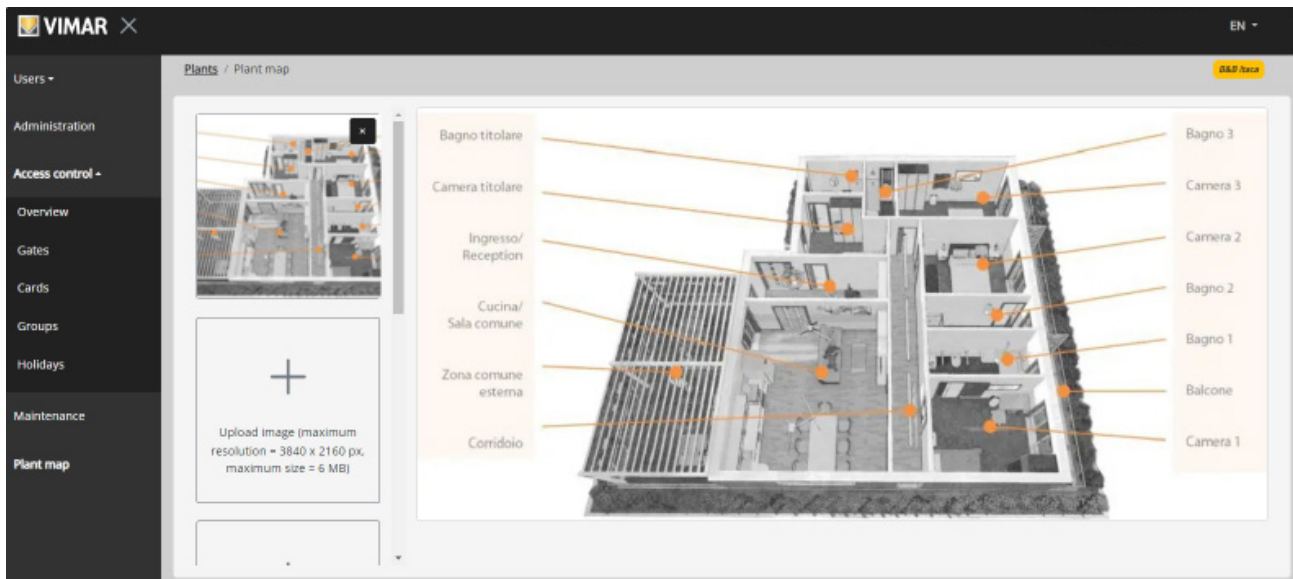 VIMAR
EN
Users
Plants / Plant map
B&B Itaca
Administration
Access control
Overview
Gates
Cards
Groups
Holidays
Maintenance
Plant map
Upload image (maximum
resolution = 3840 x 2160 px,
maximum size = 6 MB)
Bagno titolare
Camera titolare
Ingresso/
Reception
Cucina/
Sala comune
Zona comune
esterna
Corridoio
Bagno 3
Camera 3
Camera 2
Bagno 2
Bagno 1
Balcone
Camera 1